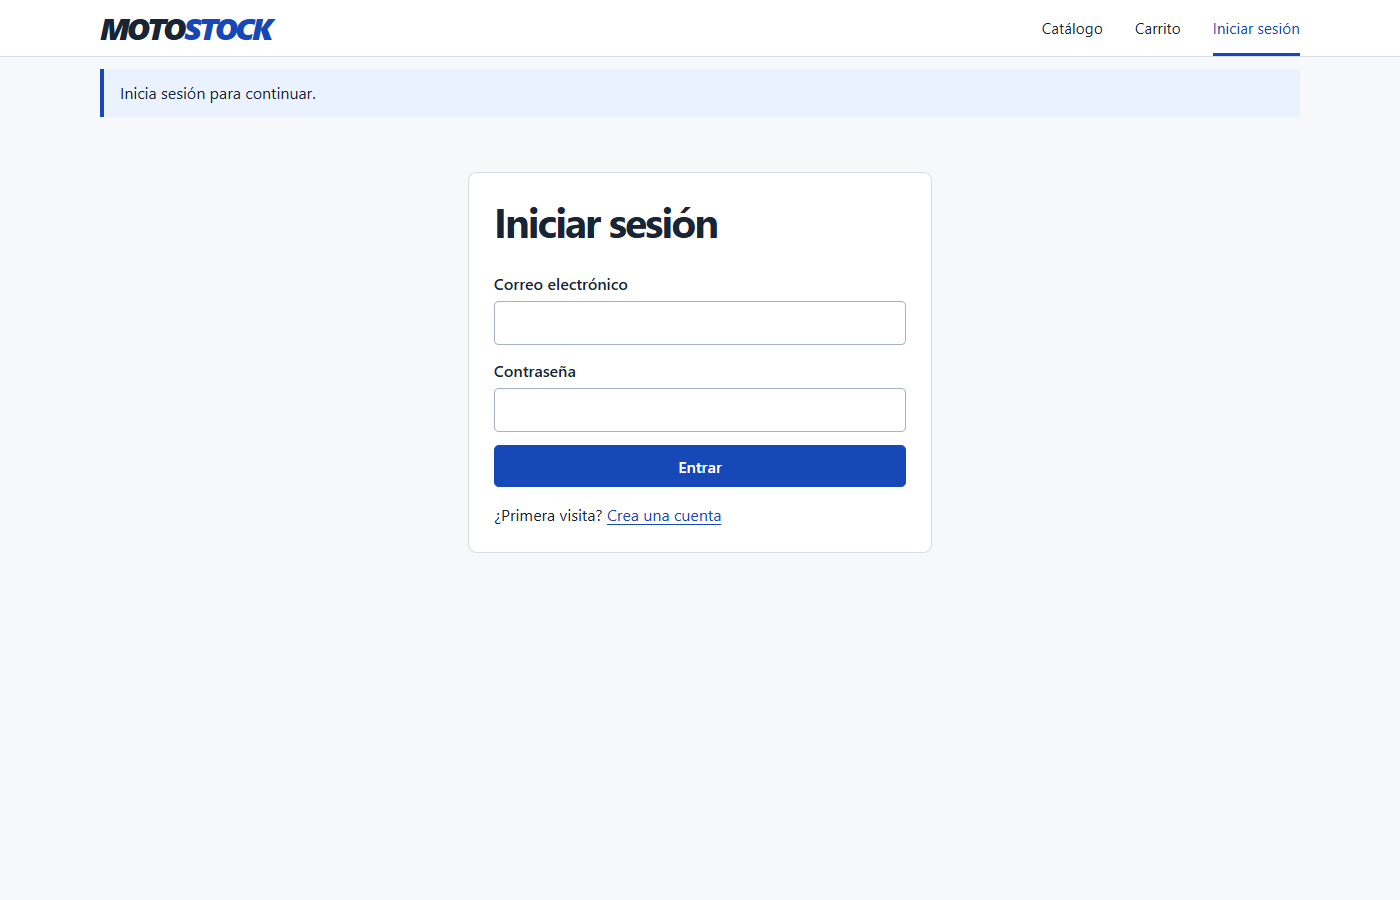 MOTOSTOCK
Catálogo Carrito Iniciar sesión
Inicia sesión para continuar.
Iniciar sesión
Correo electrónico
Contraseña
Entrar
¿Primera visita? Crea una cuenta